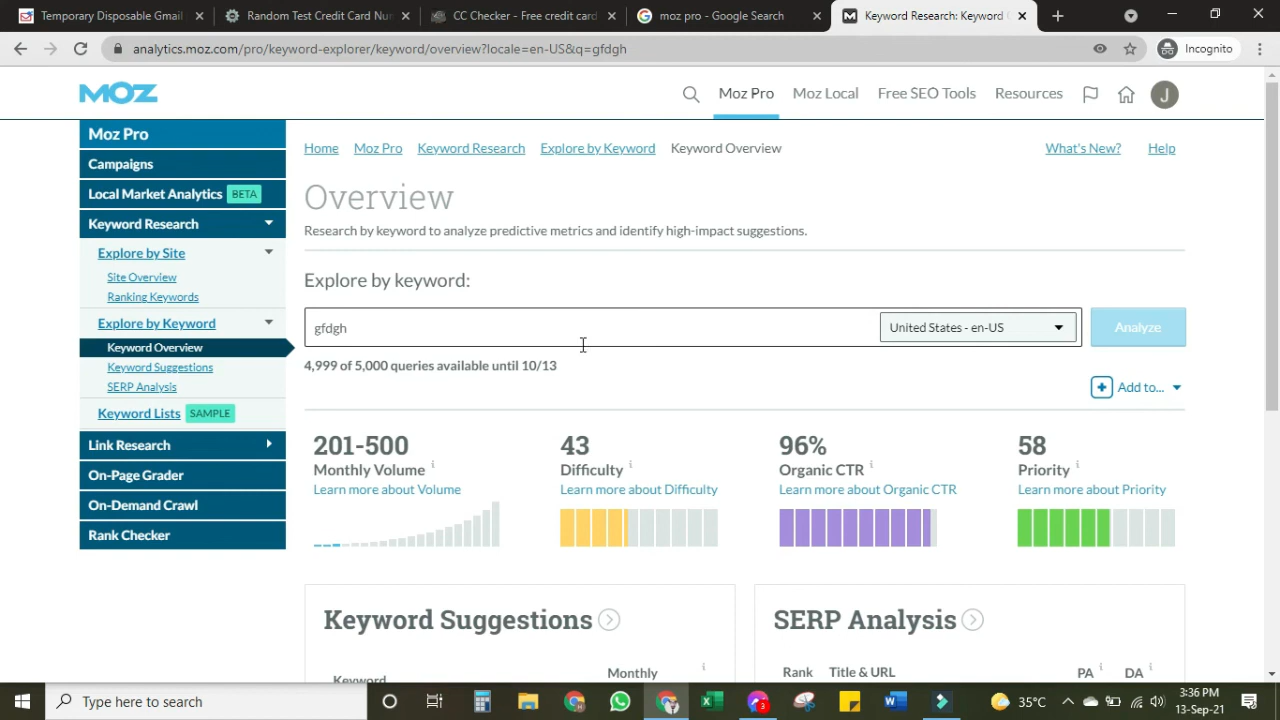 Temporary Disposable Gmail
Random Test Credit Card Nu
CC Checker - Free credit card
moz pro - Google Search
Keyword Research: Keyword
analytics.moz.com/pro/keyword-explorer/keyword/overview?locale=en-US&q=gfdgh
Incognito
MOZ
Moz Pro
Moz Local
Free SEO Tools
Resources
J
Moz Pro
Campaigns
Local Market Analytics BETA
Keyword Research
Explore by Site
Site Overview
Ranking Keywords
Explore by Keyword
Keyword Overview
Keyword Suggestions
SERP Analysis
Keyword Lists SAMPLE
Link Research
On-Page Grader
On-Demand Crawl
Rank Checker
Home
Moz Pro
Keyword Research
Explore by Keyword
Keyword Overview
What's New?
Help
Overview
Research by keyword to analyze predictive metrics and identify high-impact suggestions.
Explore by keyword:
gfdgh
United States - en-US
Analyze
4,999 of 5,000 queries available until 10/13
Add to...
201-500
Monthly Volume
Learn more about Volume
43
Difficulty
Learn more about Difficulty
96%
Organic CTR
Learn more about Organic CTR
58
Priority
Learn more about Priority
Keyword Suggestions
Keyword
Monthly
SERP Analysis
Rank
Title & URL
PA
DA
Type here to search
3
35°C
3:36 PM
13-Sep-21